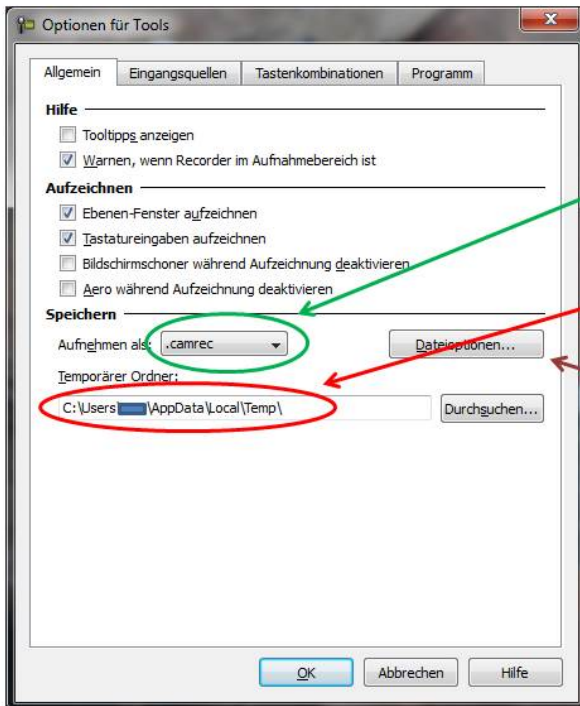 Optionen für Tools
Allgemein Eingangsquellen Tastenkombinationen Programm
Hilfe
Tooltipps anzeigen
Warnen, wenn Recorder im Aufnahmebereich ist
Aufzeichnen
Ebenen-Fenster aufzeichnen
Tastatureingaben aufzeichnen
Bildschirmschoner während Aufzeichnung deaktivieren
Aero während Aufzeichnung deaktivieren
Speichern
Aufnehmen als: .camrec Dateioptionen...
Temporärer Ordner:
C:\Users \AppData\Local\Temp\ Durchsuchen...
OK Abbrechen Hilfe